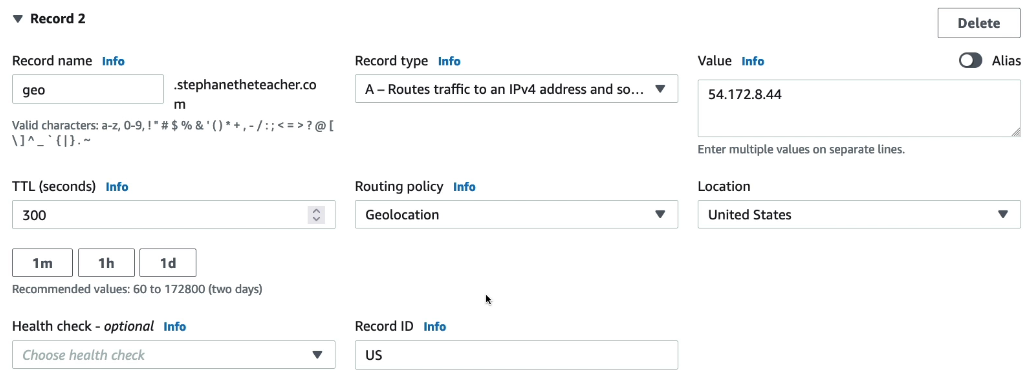 ▼ Record 2
Delete
Record name Info
geo
.stephanetheteacher.co
m
Valid characters: a-z, 0-9, ! " # $ % & ' ( ) * + , - / : ; < = > ? @ [
\ ] ^ _ ` { | } . ~
Record type Info
A – Routes traffic to an IPv4 address and so...
Value Info
Alias
54.172.8.44
Enter multiple values on separate lines.
TTL (seconds) Info
300
1m 1h 1d
Recommended values: 60 to 172800 (two days)
Routing policy Info
Geolocation
Location
United States
Health check - optional Info
Choose health check
Record ID Info
US